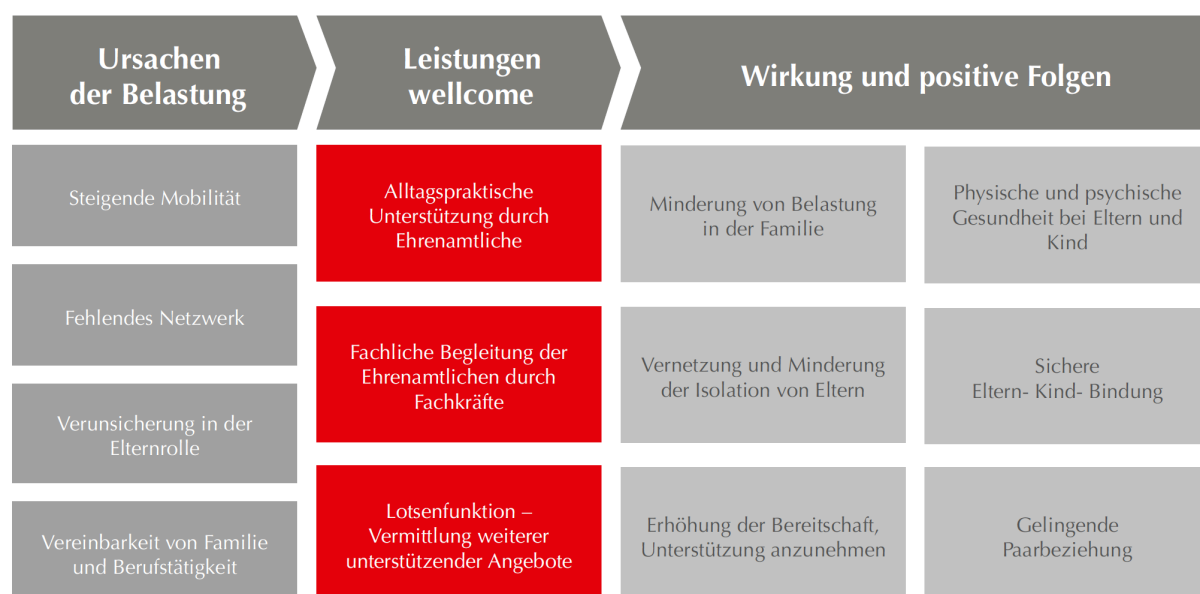 Ursachen
der Belastung
Leistungen
wellcome
Wirkung und positive Folgen
Steigende Mobilität
Fehlendes Netzwerk
Verunsicherung in der
Elternrolle
Vereinbarkeit von Familie
und Berufstätigkeit
Alltagspraktische
Unterstützung durch
Ehrenamtliche
Fachliche Begleitung der
Ehrenamtlichen durch
Fachkräfte
Lotsenfunktion –
Vermittlung weiterer
unterstützender Angebote
Minderung von Belastung
in der Familie
Vernetzung und Minderung
der Isolation von Eltern
Erhöhung der Bereitschaft,
Unterstützung anzunehmen
Physische und psychische
Gesundheit bei Eltern und
Kind
Sichere
Eltern- Kind- Bindung
Gelingende
Paarbeziehung